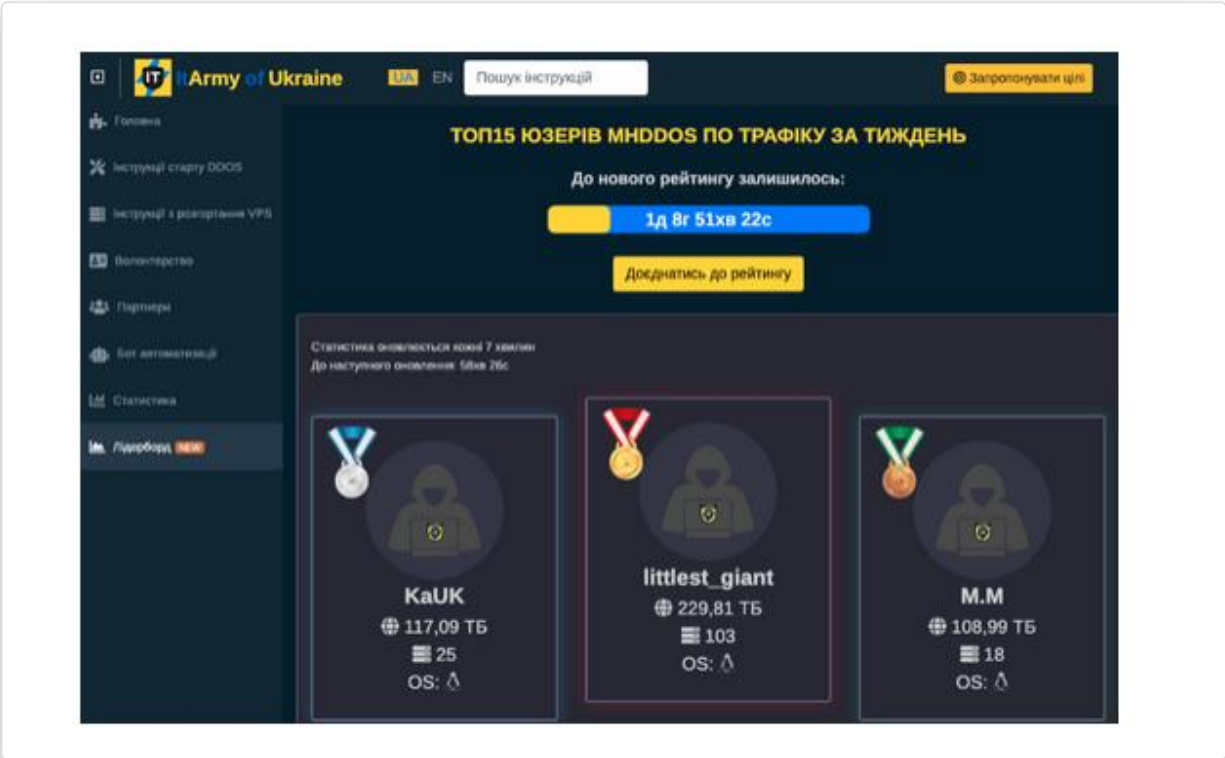 ItArmy of Ukraine
UA EN
Пошук інструкцій
Запропонувати цілі
Головна
Інструкції старту DDOS
Інструкції з розгортання VPS
Волонтерство
Партнери
Бот автоматизації
Статистика
Лідерборд NEW
ТОП15 ЮЗЕРІВ MHDDOS ПО ТРАФІКУ ЗА ТИЖДЕНЬ
До нового рейтингу залишилось:
1д 8г 51хв 22с
Доєднатись до рейтингу
Статистика оновлюється кожні 7 хвилин
До наступного оновлення: 58хв 26с
KaUK
117,09 ТБ
25
OS:
littlest_giant
229,81 ТБ
103
OS:
M.M
108,99 ТБ
18
OS: